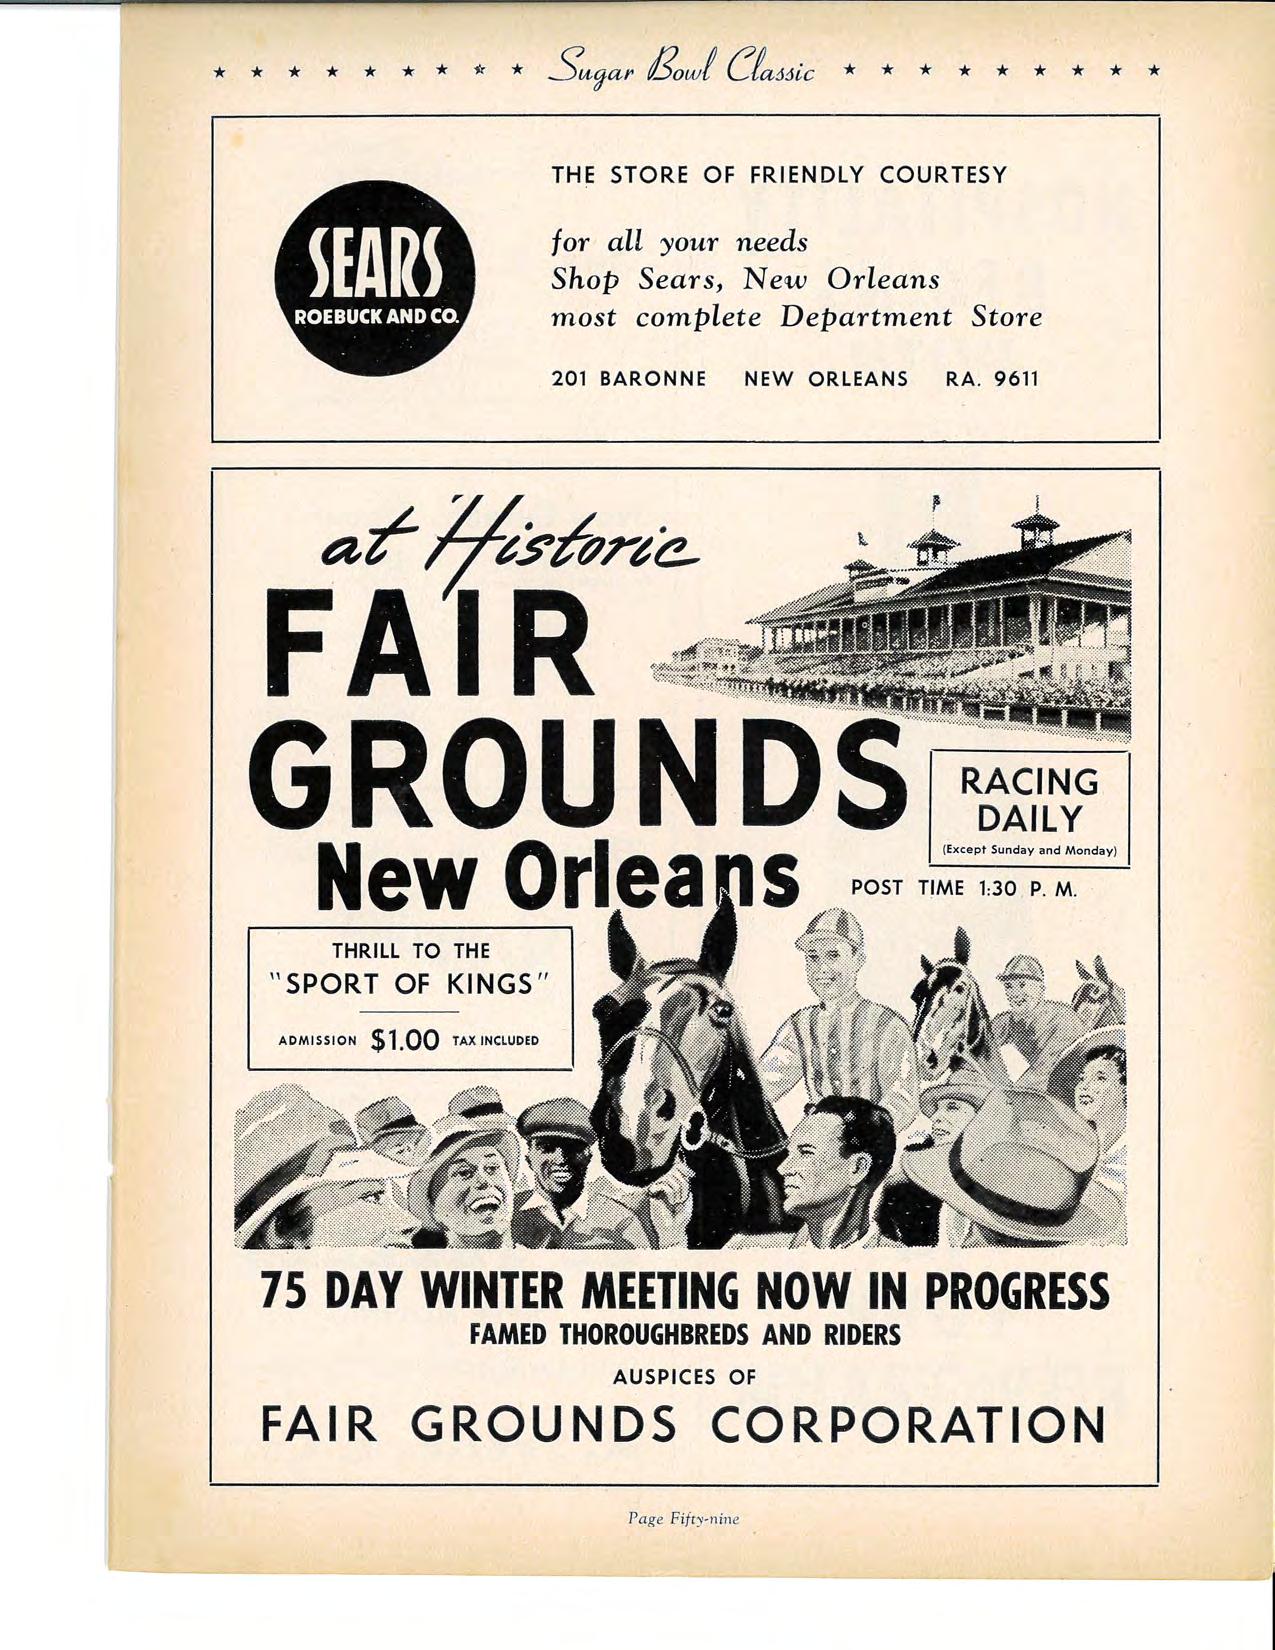 Sugar Bowl Classic
SEARS
ROEBUCK AND CO.
THE STORE OF FRIENDLY COURTESY
for all your needs
Shop Sears, New Orleans
most complete Department Store
201 BARONNE NEW ORLEANS RA. 9611
at Historic
FAIR
GROUNDS
New Orleans
RACING
DAILY
(Except Sunday and Monday)
POST TIME 1:30 P. M.
THRILL TO THE
"SPORT OF KINGS"
ADMISSION $1.00 TAX INCLUDED
75 DAY WINTER MEETING NOW IN PROGRESS
FAMED THOROUGHBREDS AND RIDERS
AUSPICES OF
FAIR GROUNDS CORPORATION
Page Fifty-nine